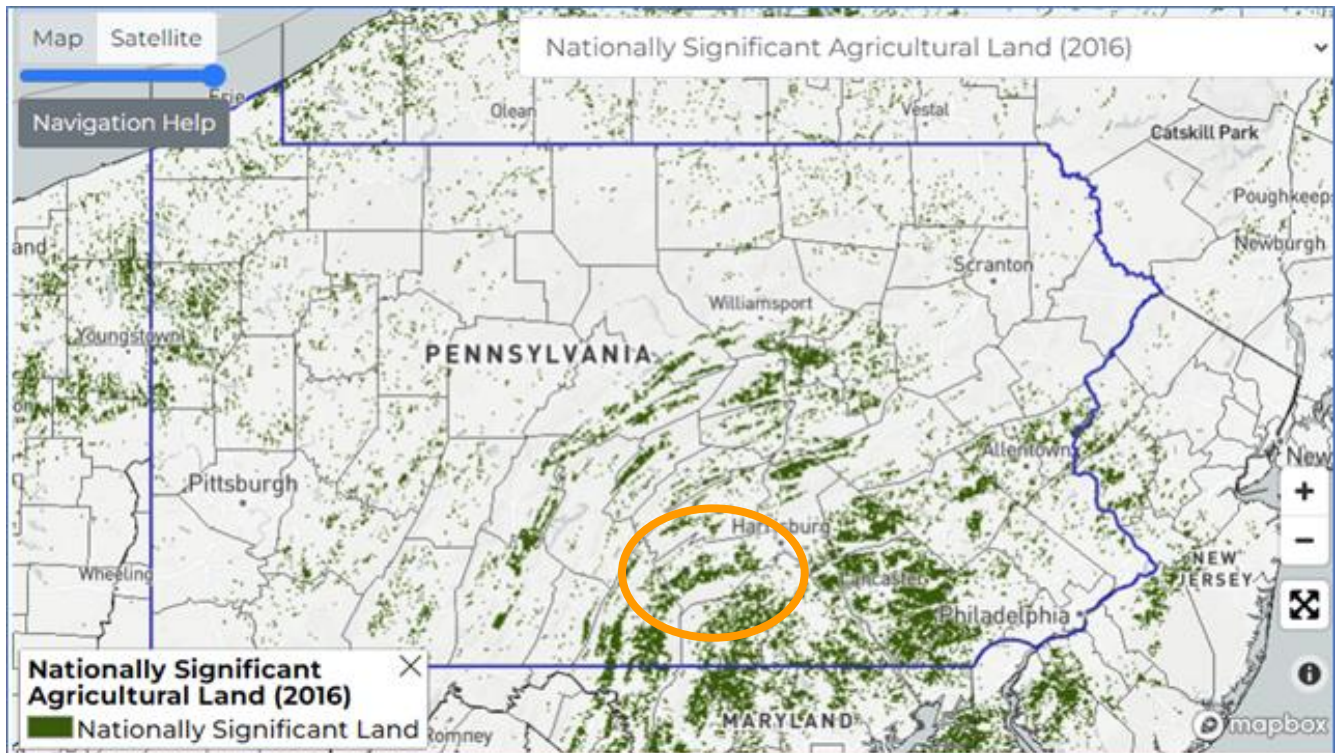 Map Satellite
Nationally Significant Agricultural Land (2016)
Erie
Navigation Help
Olean
Vestal
Catskill Park
Poughkeep
Newburgh
and
Scranton
Williamsport
Youngstown
PENNSYLVANIA
Allentown
New
Pittsburgh
+
Harrisburg
−
Wheeling
Lancaster
NEW
JERSEY
Philadelphia
Nationally Significant
Agricultural Land (2016)
Nationally Significant Land
MARYLAND
Romney
mapbox